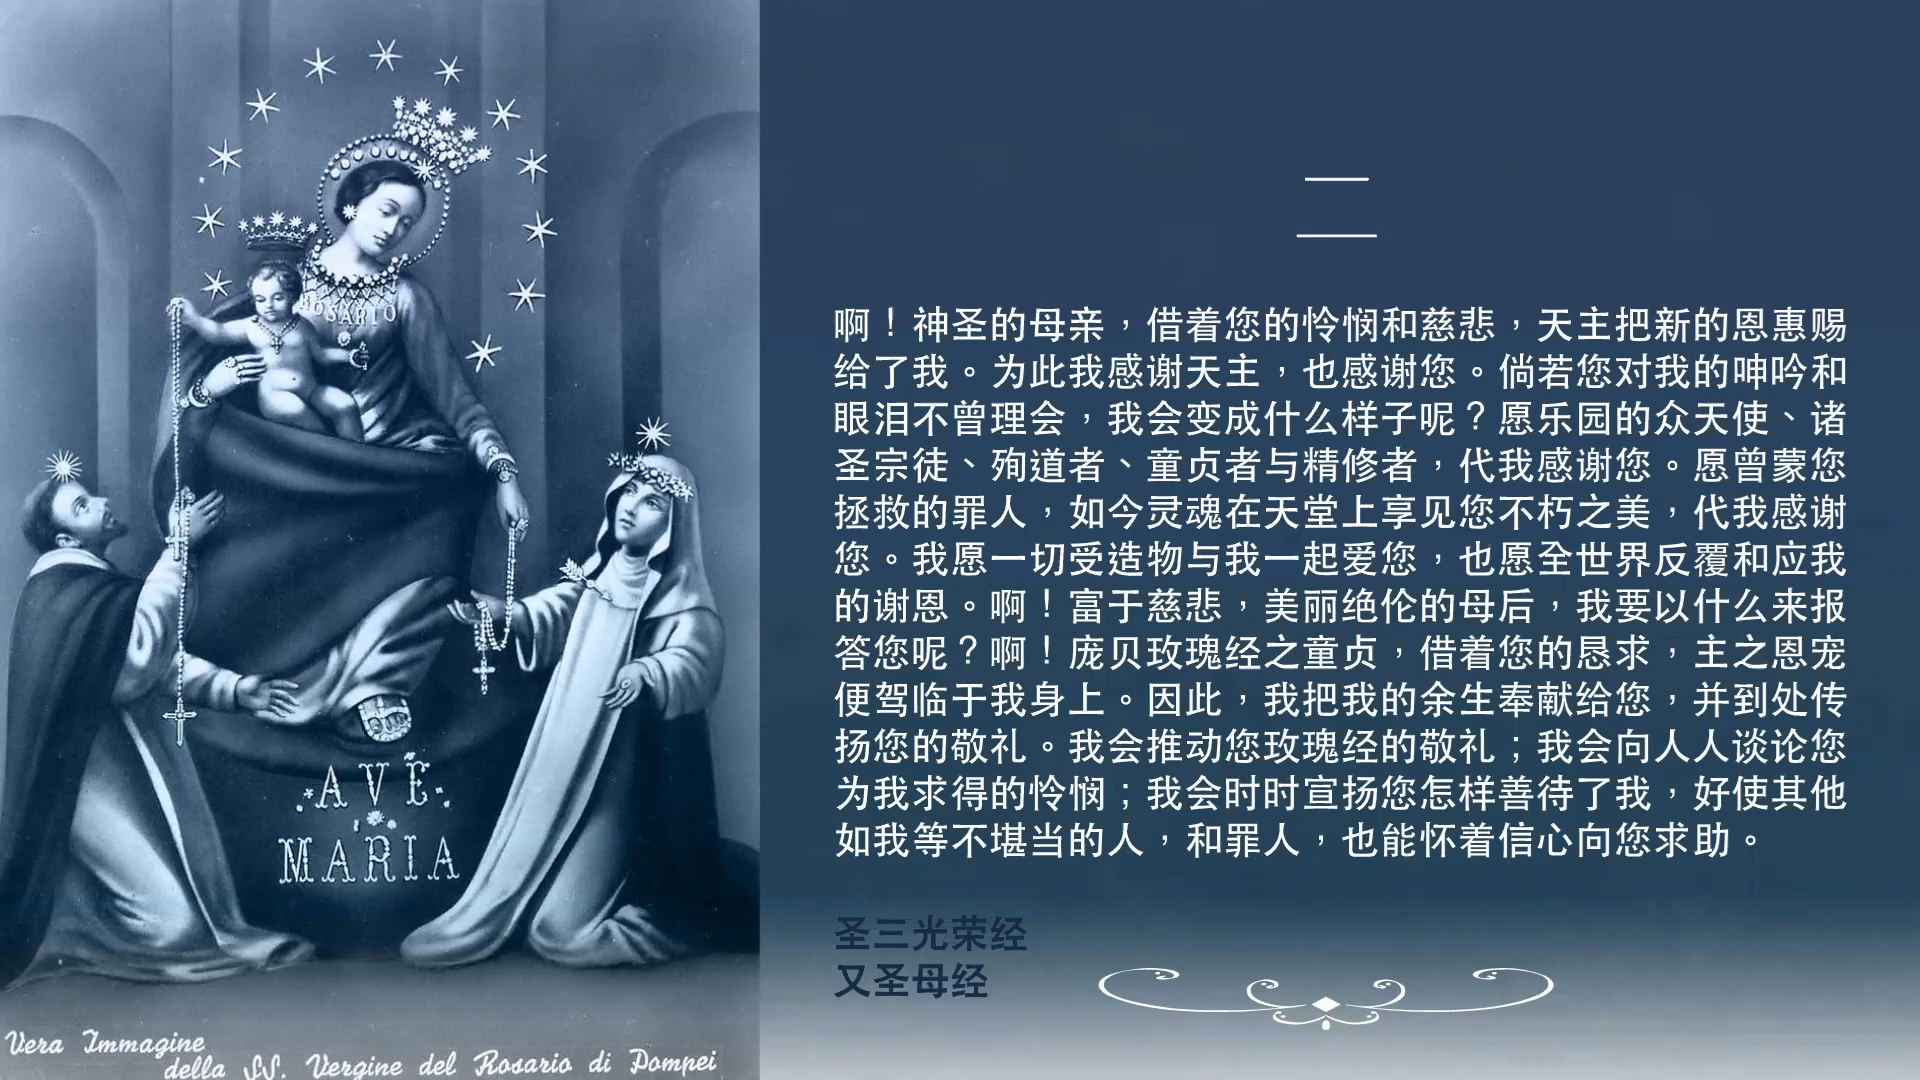 ROSARIO
AVE
MARIA
Vera Immagine
della SS. Vergine del Rosario di Pompei
二
啊！神圣的母亲，借着您的怜悯和慈悲，天主把新的恩惠赐
给了我。为此我感谢天主，也感谢您。倘若您对我的呻吟和
眼泪不曾理会，我会变成什么样子呢？愿乐园的众天使、诸
圣宗徒、殉道者、童贞者与精修者，代我感谢您。愿曾蒙您
拯救的罪人，如今灵魂在天堂上享见您不朽之美，代我感谢
您。我愿一切受造物与我一起爱您，也愿全世界反覆和应我
的谢恩。啊！富于慈悲，美丽绝伦的母后，我要以什么来报
答您呢？啊！庞贝玫瑰经之童贞，借着您的恳求，主之恩宠
便驾临于我身上。因此，我把我的余生奉献给您，并到处传
扬您的敬礼。我会推动您玫瑰经的敬礼；我会向人人谈论您
为我求得的怜悯；我会时时宣扬您怎样善待了我，好使其他
如我等不堪当的人，和罪人，也能怀着信心向您求助。
圣三光荣经
又圣母经